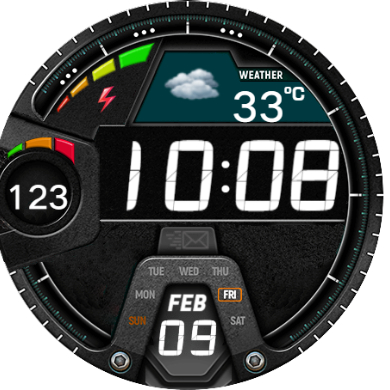 WEATHER
33°C
10:08
123
TUE WED THU
MON FEB FRI
SUN 09 SAT